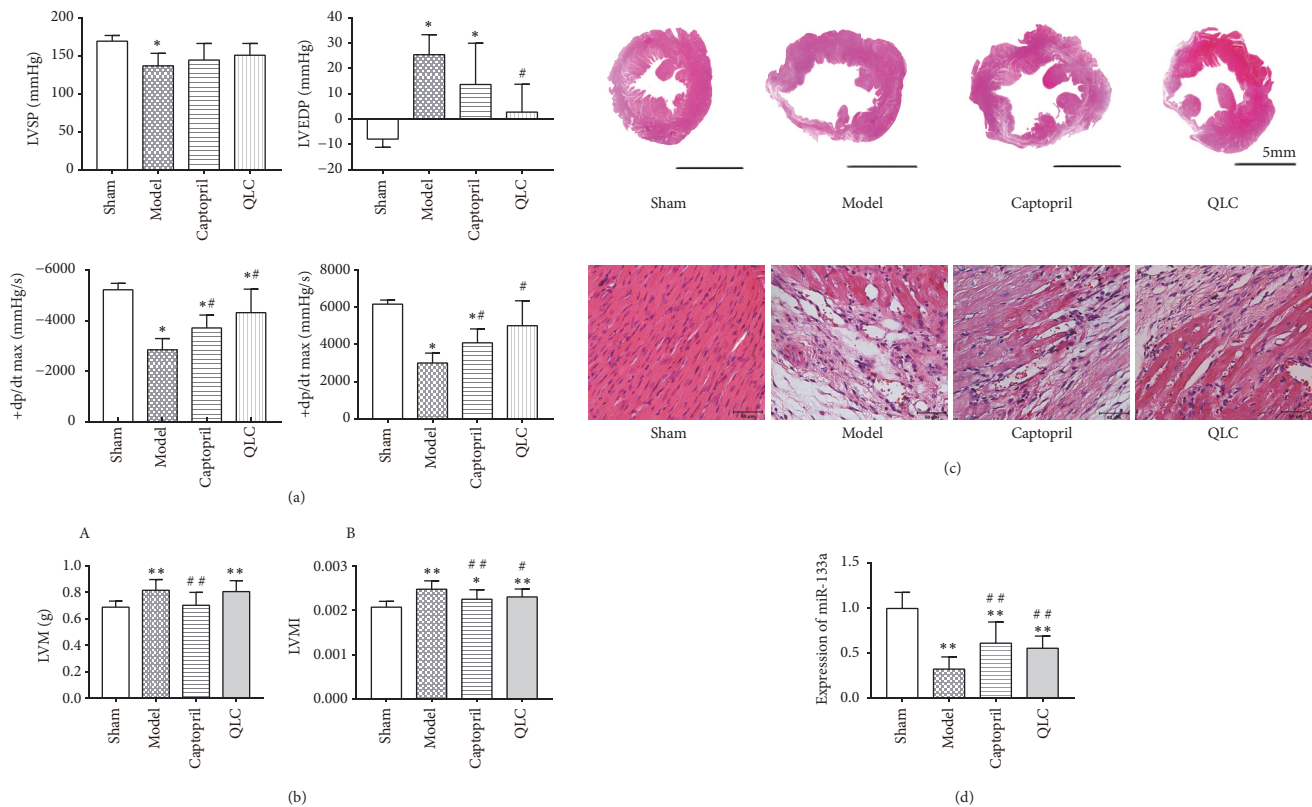 LVSP (mmHg)
200
150
100
50
0
*
Sham
Model
Captopril
QLC
LVEDP (mmHg)
40
30
20
10
0
−10
−20
*
*
#
Sham
Model
Captopril
QLC
+dp/dt max (mmHg/s)
−6000
−4000
−2000
0
*
*#
*#
Sham
Model
Captopril
QLC
+dp/dt max (mmHg/s)
8000
6000
4000
2000
0
*
*#
#
Sham
Model
Captopril
QLC
(a)
5mm
Sham
Model
Captopril
QLC
Sham
Model
Captopril
QLC
(c)
A
LVM (g)
1.0
0.8
0.6
0.4
0.2
0.0
**
##
**
Sham
Model
Captopril
QLC
B
LVMI
0.003
0.002
0.001
0.000
**
##
*
#
**
Sham
Model
Captopril
QLC
(b)
Expression of miR-133a
1.5
1.0
0.5
0.0
**
##
**
##
**
Sham
Model
Captopril
QLC
(d)